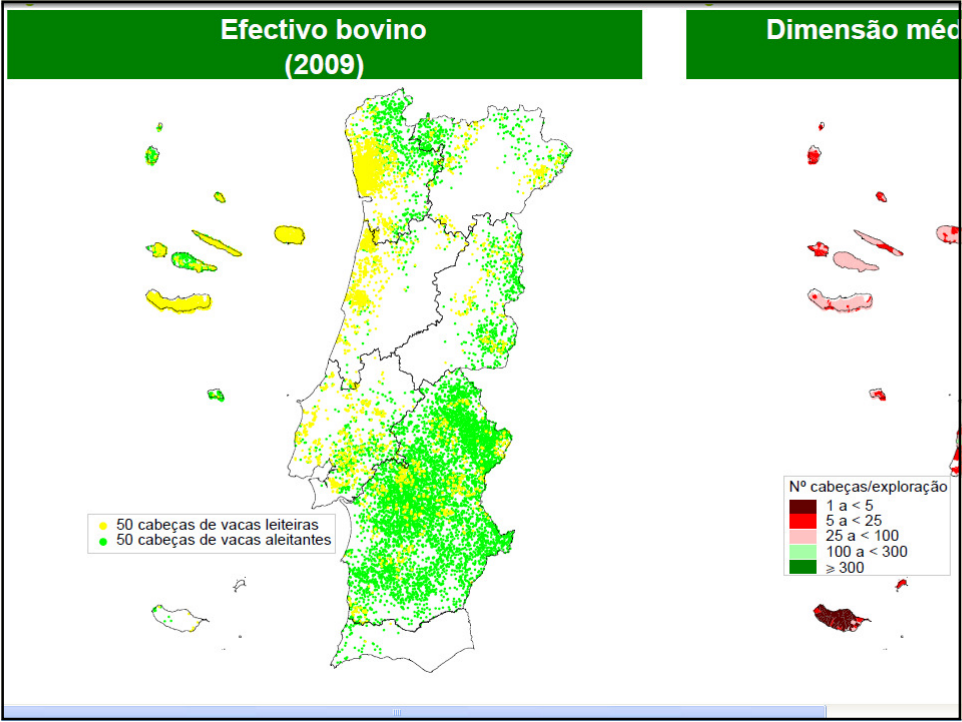 Efectivo bovino
(2009)
Dimensão méd
50 cabeças de vacas leiteiras
50 cabeças de vacas aleitantes
Nº cabeças/exploração
1 a < 5
5 a < 25
25 a < 100
100 a < 300
≥ 300